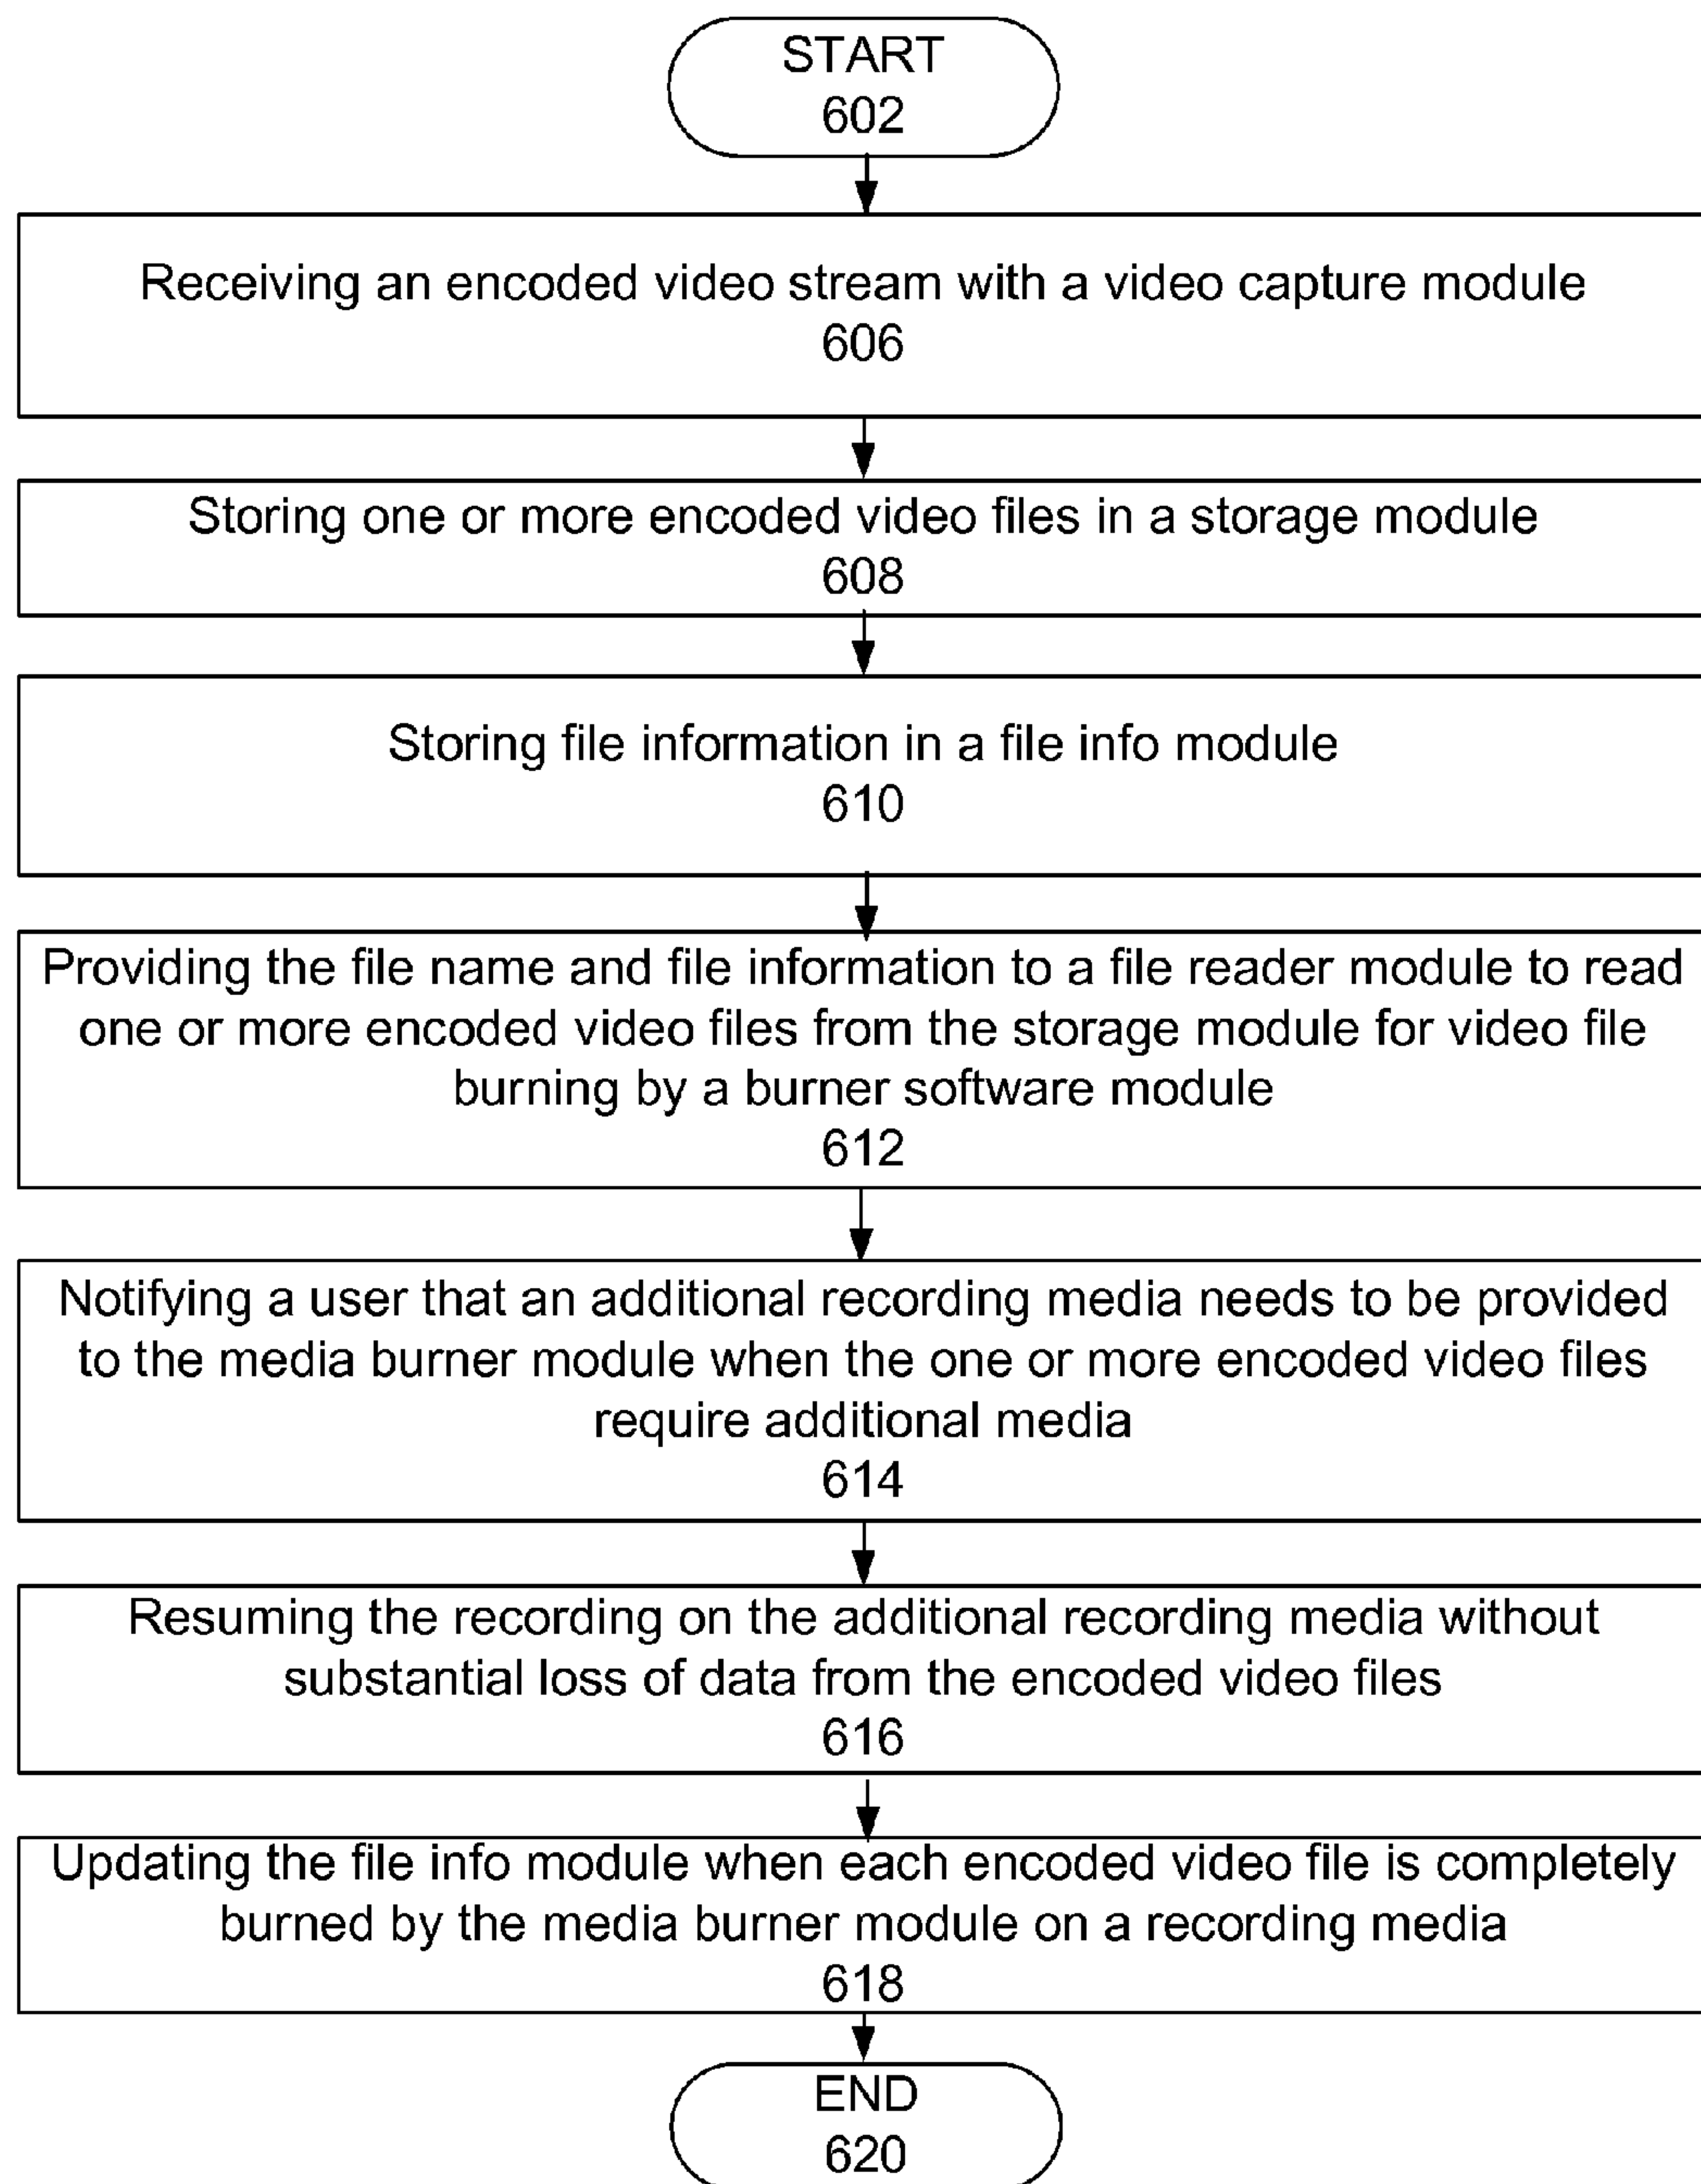 START
602
Receiving an encoded video stream with a video capture module
606
Storing one or more encoded video files in a storage module
608
Storing file information in a file info module
610
Providing the file name and file information to a file reader module to read
one or more encoded video files from the storage module for video file
burning by a burner software module
612
Notifying a user that an additional recording media needs to be provided
to the media burner module when the one or more encoded video files
require additional media
614
Resuming the recording on the additional recording media without
substantial loss of data from the encoded video files
616
Updating the file info module when each encoded video file is completely
burned by the media burner module on a recording media
618
END
620